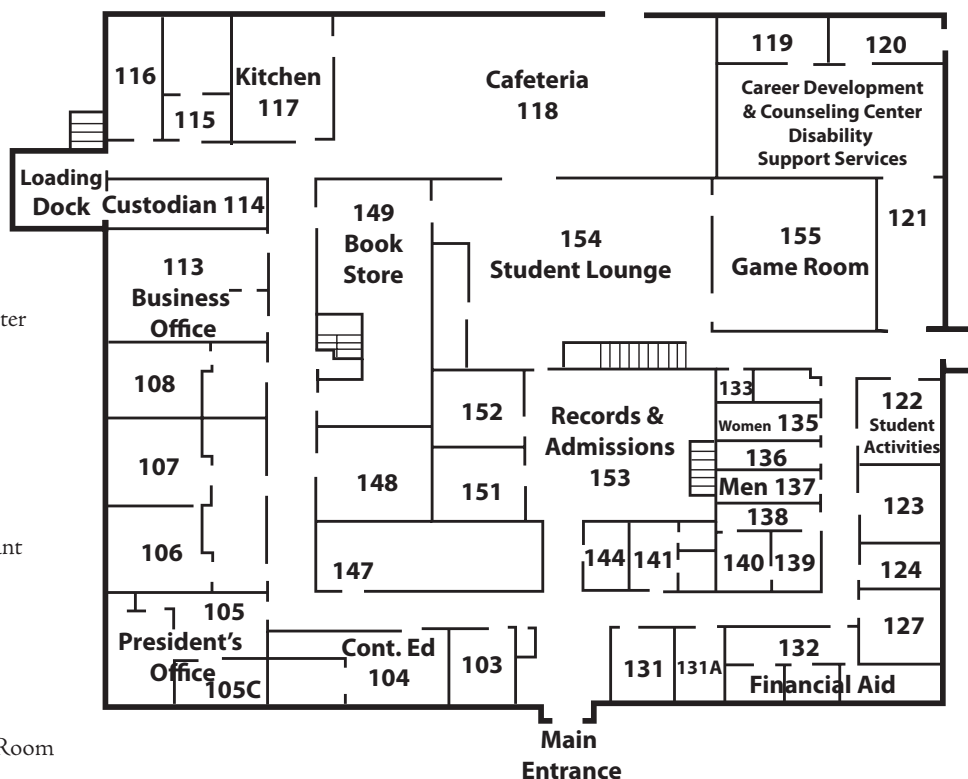 119
120
116
Kitchen
117
115
Cafeteria
118
Career Development
& Counseling Center
Disability
Support Services
Loading
Dock
Custodian 114
149
Book
Store
154
Student Lounge
155
Game Room
121
113
Business
Office
ter
108
133
122
Student
Activities
152
Records &
Admissions
153
Women 135
136
107
148
151
Men 137
123
138
106
144
141
140
139
124
nt
147
105
President's
Office
105C
Cont. Ed
104
103
131
131A
132
127
Financial Aid
Main
Entrance
Room